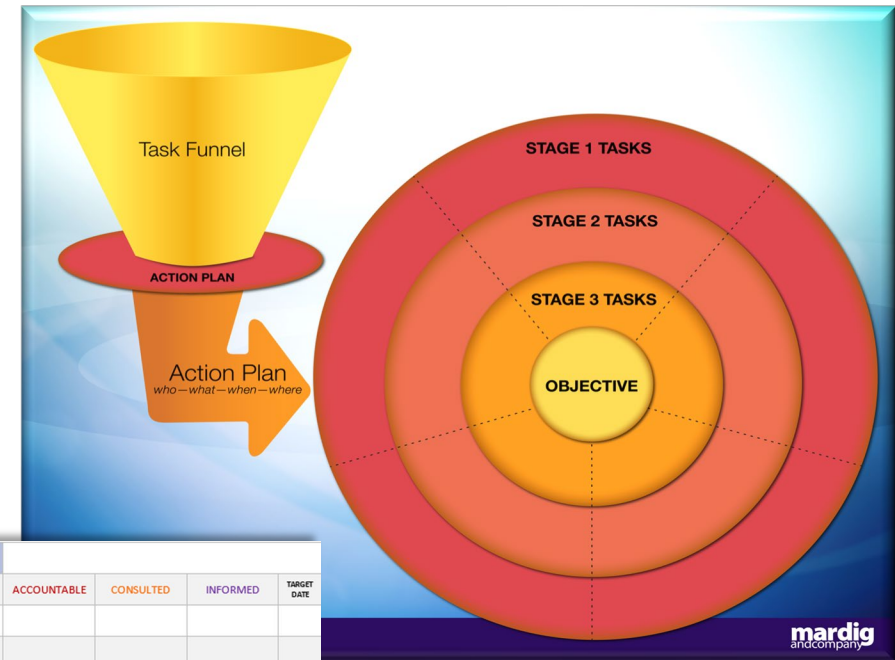 Task Funnel
ACTION PLAN
Action Plan
who—what—when—where
STAGE 1 TASKS
STAGE 2 TASKS
STAGE 3 TASKS
OBJECTIVE
ACCOUNTABLE
CONSULTED
INFORMED
TARGET
DATE
mardig
andcompany